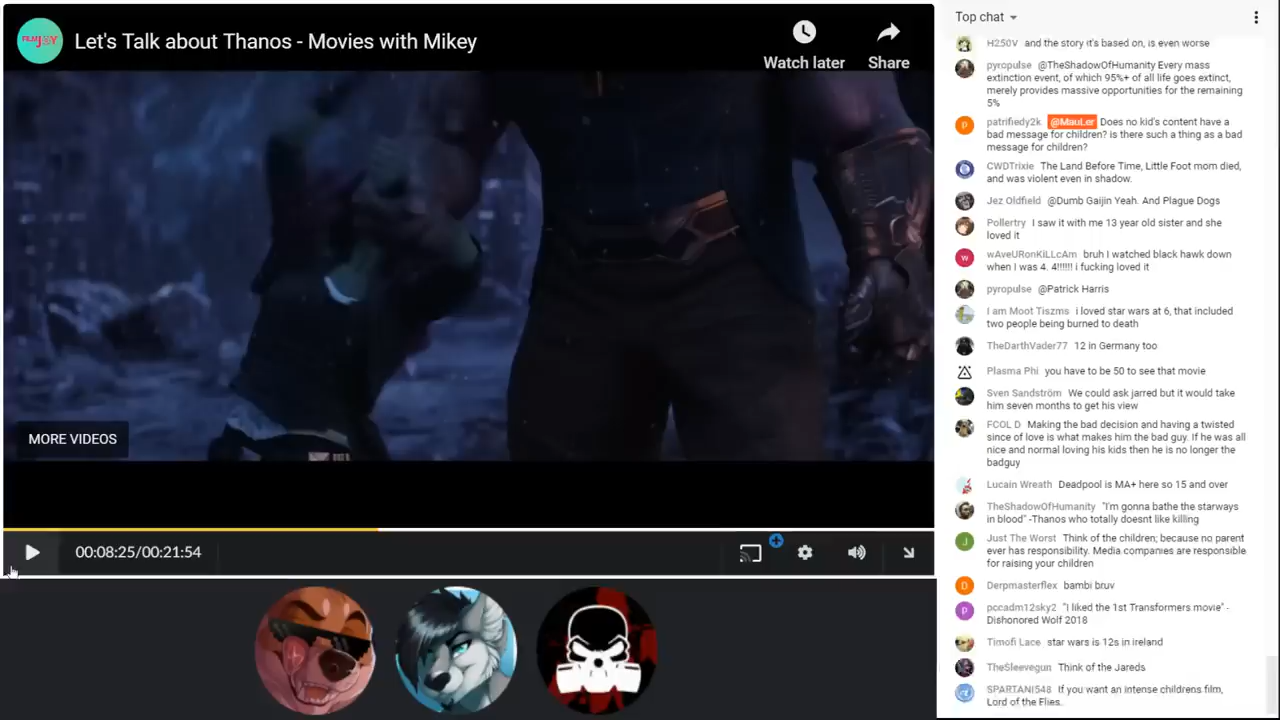 FILM JOY
Let's Talk about Thanos - Movies with Mikey
Watch later
Share
MORE VIDEOS
00:08:25/00:21:54
Top chat
H250V and the story it's based on, is even worse
pyropulse @TheShadowOfHumanity Every mass
extinction event, of which 95%+ of all life goes extinct,
merely provides massive opportunities for the remaining
5%
patrifiedy2k @MauLer Does no kid's content have a
bad message for children? is there such a thing as a bad
message for children?
CWDTrixie The Land Before Time, Little Foot mom died,
and was violent even in shadow.
Jez Oldfield @Dumb Gaijin Yeah. And Plague Dogs
Pollertry I saw it with me 13 year old sister and she
loved it
wAveURonKiLLcAm bruh I watched black hawk down
when I was 4. 4!!!!!! i fucking loved it
pyropulse @Patrick Harris
I am Moot Tiszms i loved star wars at 6, that included
two people being burned to death
TheDarthVader77 12 in Germany too
Plasma Phi you have to be 50 to see that movie
Sven Sandström We could ask jarred but it would take
him seven months to get his view
FCOL D Making the bad decision and having a twisted
since of love is what makes him the bad guy. If he was all
nice and normal loving his kids then he is no longer the
badguy
Lucain Wreath Deadpool is MA+ here so 15 and over
TheShadowOfHumanity "I'm gonna bathe the starways
in blood" -Thanos who totally doesnt like killing
Just The Worst Think of the children; because no parent
ever has responsibility. Media companies are responsible
for raising your children
Derpmasterflex bambi bruv
pccadm12sky2 "I liked the 1st Transformers movie" -
Dishonored Wolf 2018
Timofi Lace star wars is 12s in ireland
TheSleevegun Think of the Jareds
SPARTAN1548 If you want an intense childrens film,
Lord of the Flies.